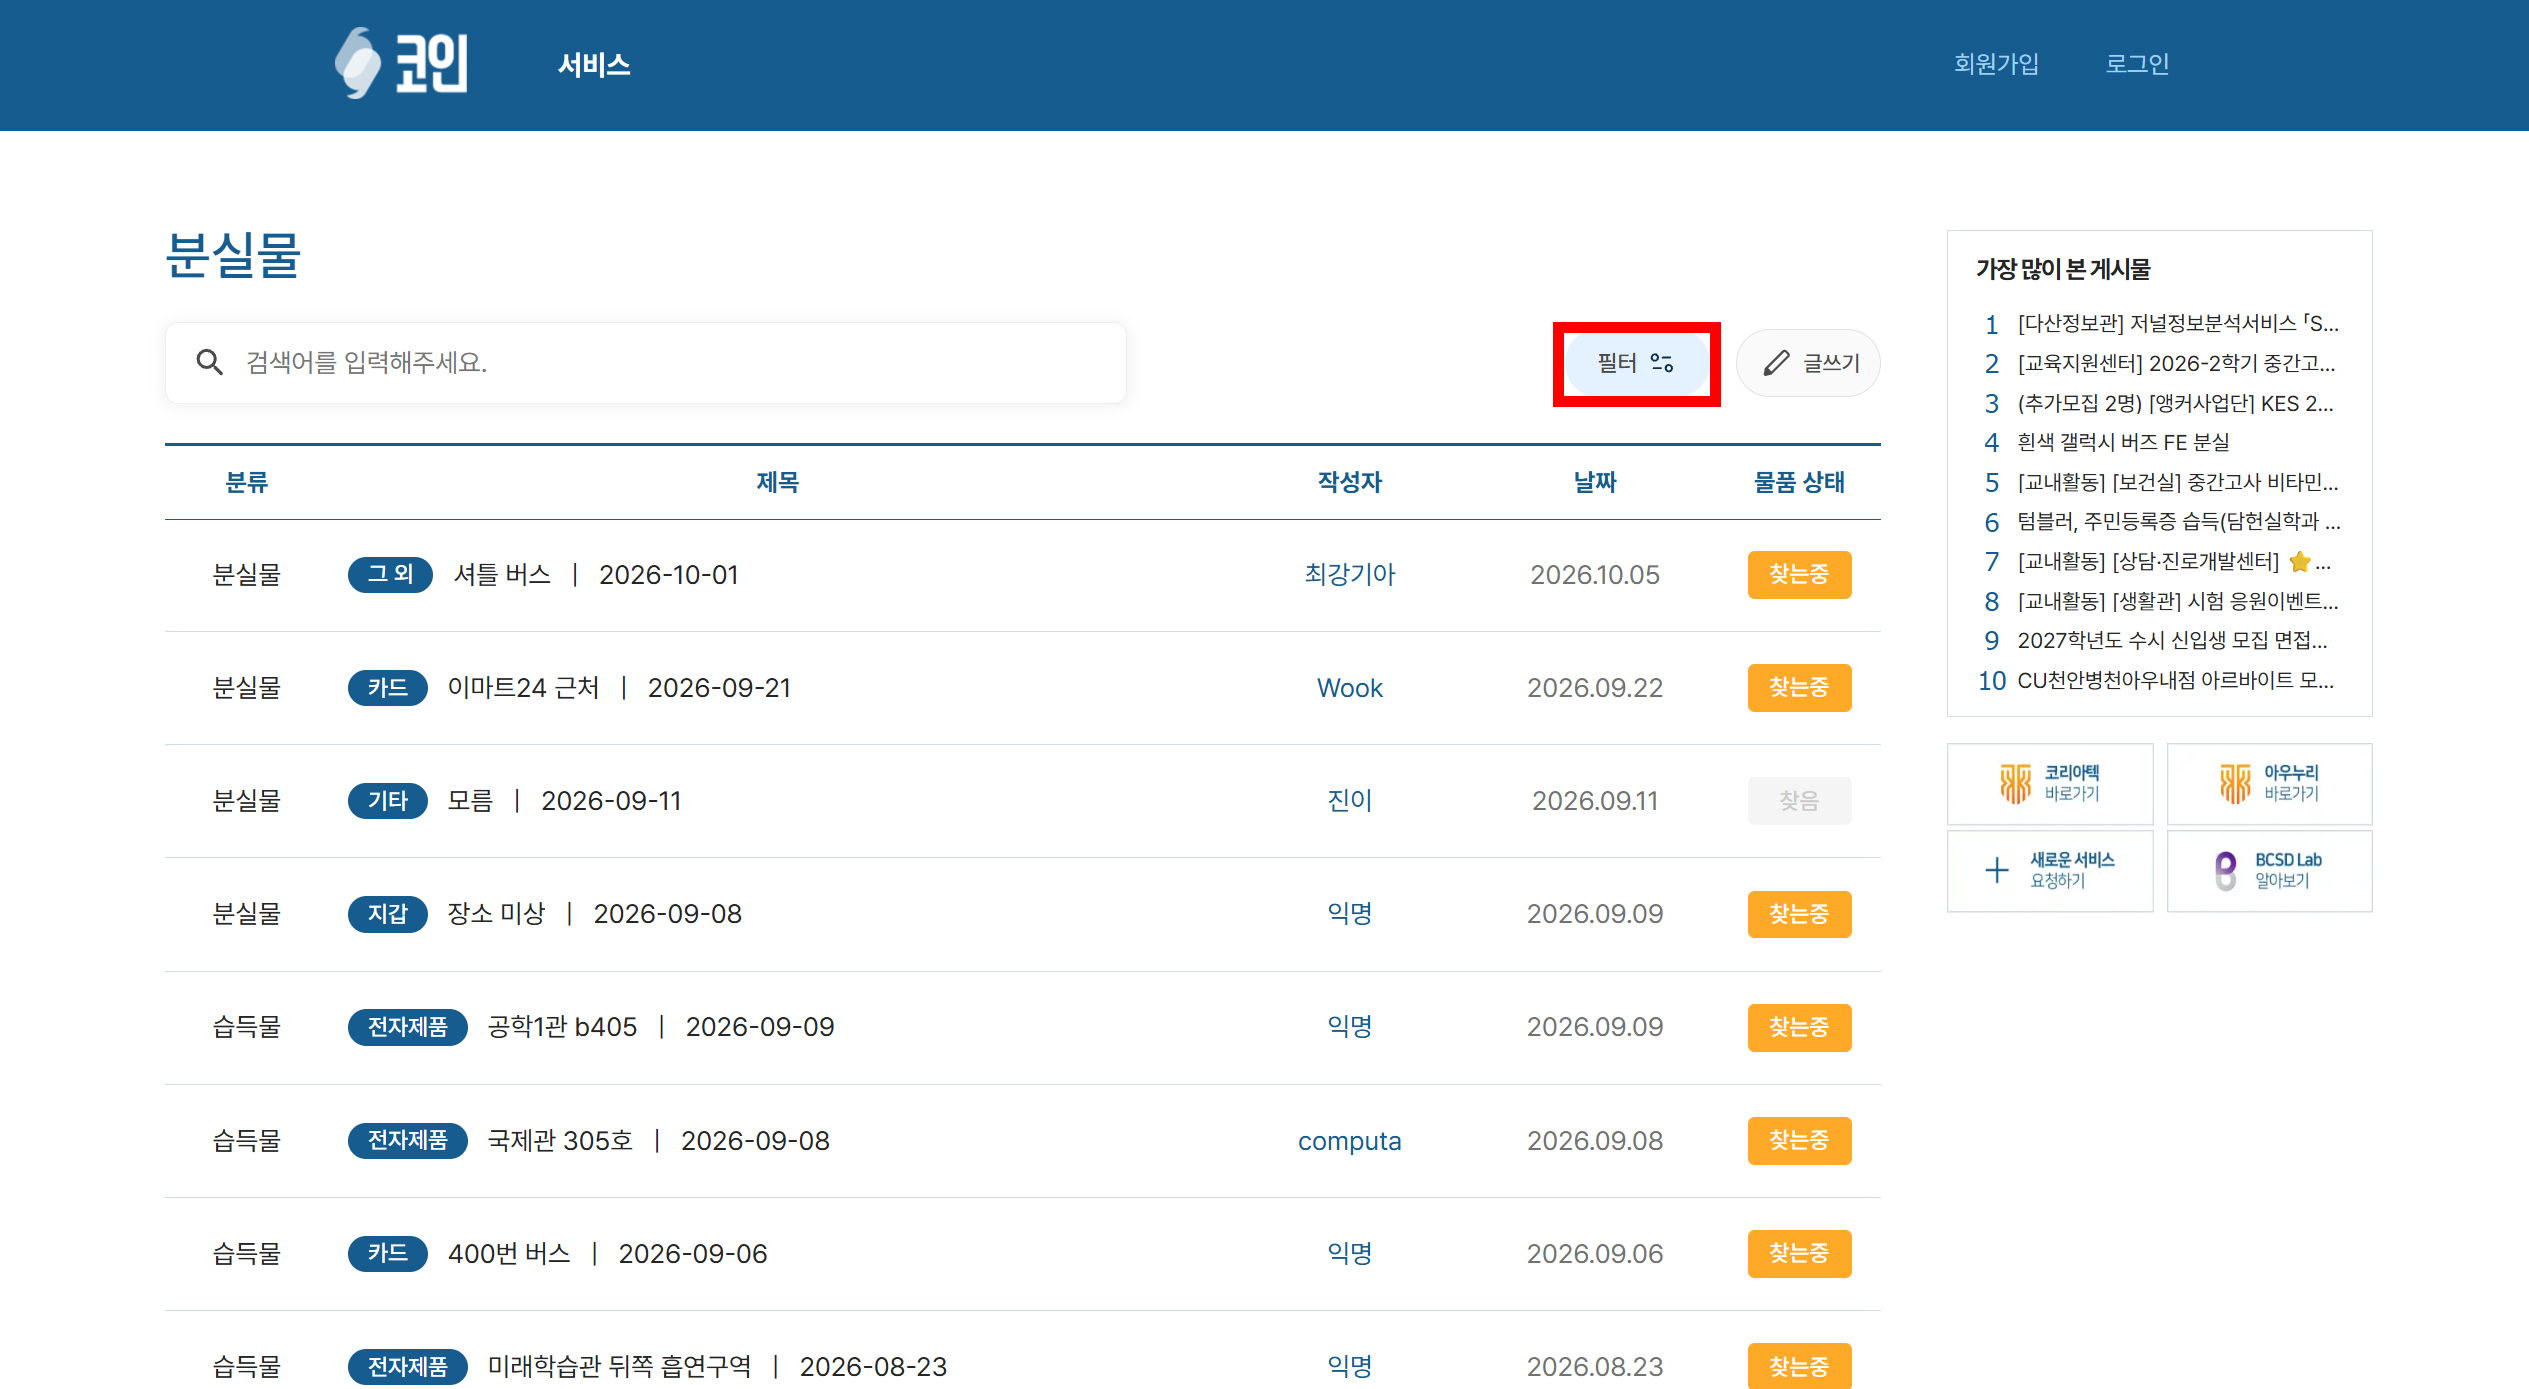 코인
서비스
회원가입
로그인
분실물
검색어를 입력해주세요.
필터
글쓰기
분류 제목 작성자 날짜 물품 상태
분실물 그 외 셔틀 버스 | 2026-10-01 최강기아 2026.10.05 찾는중
분실물 카드 이마트24 근처 | 2026-09-21 Wook 2026.09.22 찾는중
분실물 기타 모름 | 2026-09-11 진이 2026.09.11 찾음
분실물 지갑 장소 미상 | 2026-09-08 익명 2026.09.09 찾는중
습득물 전자제품 공학1관 b405 | 2026-09-09 익명 2026.09.09 찾는중
습득물 전자제품 국제관 305호 | 2026-09-08 computa 2026.09.08 찾는중
습득물 카드 400번 버스 | 2026-09-06 익명 2026.09.06 찾는중
습득물 전자제품 미래학습관 뒤쪽 흡연구역 | 2026-08-23 익명 2026.08.23 찾는중
가장 많이 본 게시물
1 [다산정보관] 저널정보분석서비스 「S...
2 [교육지원센터] 2026-2학기 중간고...
3 (추가모집 2명) [앵커사업단] KES 2...
4 흰색 갤럭시 버즈 FE 분실
5 [교내활동] [보건실] 중간고사 비타민...
6 텀블러, 주민등록증 습득(담헌실학과 ...
7 [교내활동] [상담·진로개발센터] ⭐ ...
8 [교내활동] [생활관] 시험 응원이벤트...
9 2027학년도 수시 신입생 모집 면접...
10 CU천안병천아우내점 아르바이트 모...
코리아텍
바로가기
아우누리
바로가기
새로운 서비스
요청하기
BCSD Lab
알아보기